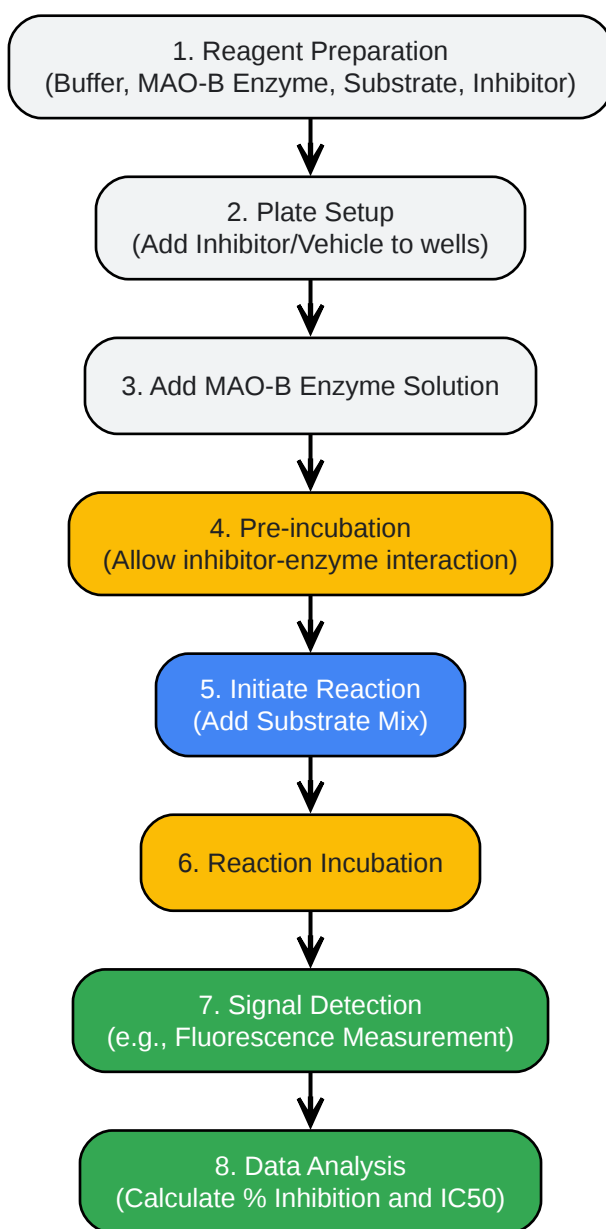 1. Reagent Preparation
(Buffer, MAO-B Enzyme, Substrate, Inhibitor)
2. Plate Setup
(Add Inhibitor/Vehicle to wells)
3. Add MAO-B Enzyme Solution
4. Pre-incubation
(Allow inhibitor-enzyme interaction)
5. Initiate Reaction
(Add Substrate Mix)
6. Reaction Incubation
7. Signal Detection
(e.g., Fluorescence Measurement)
8. Data Analysis
(Calculate % Inhibition and IC50)